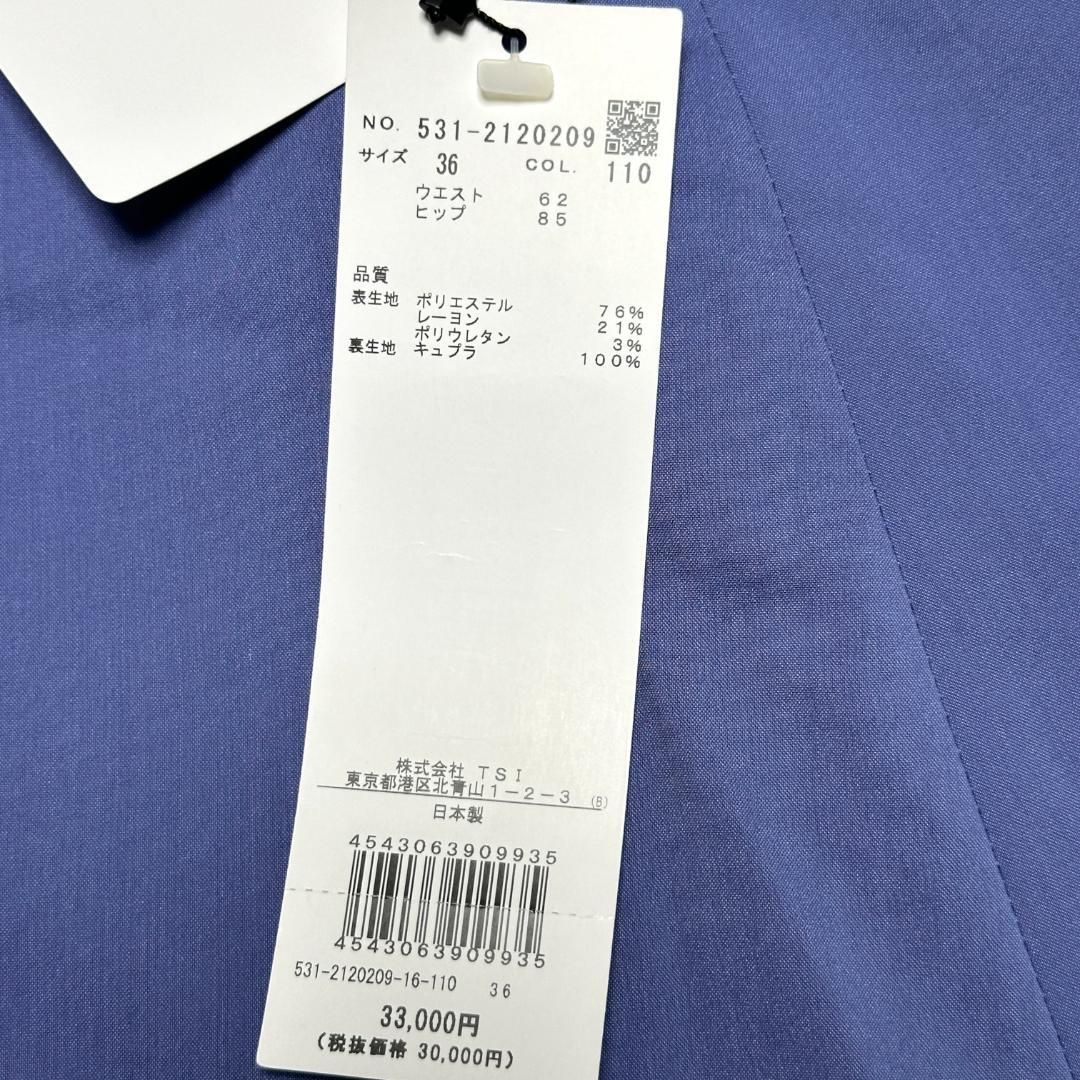 NO. 531-2120209
サイズ 36 COL. 110
ウエスト 62
ヒップ 85
品質
表生地 ポリエステル 76%
レーヨン 21%
ポリウレタン 3%
裏生地 キュプラ 100%
株式会社 TSI
東京都港区北青山1-2-3 (B)
日本製
4543063909935
4543063909935
531-2120209-16-110 36
33,000円
(税抜価格 30,000円)